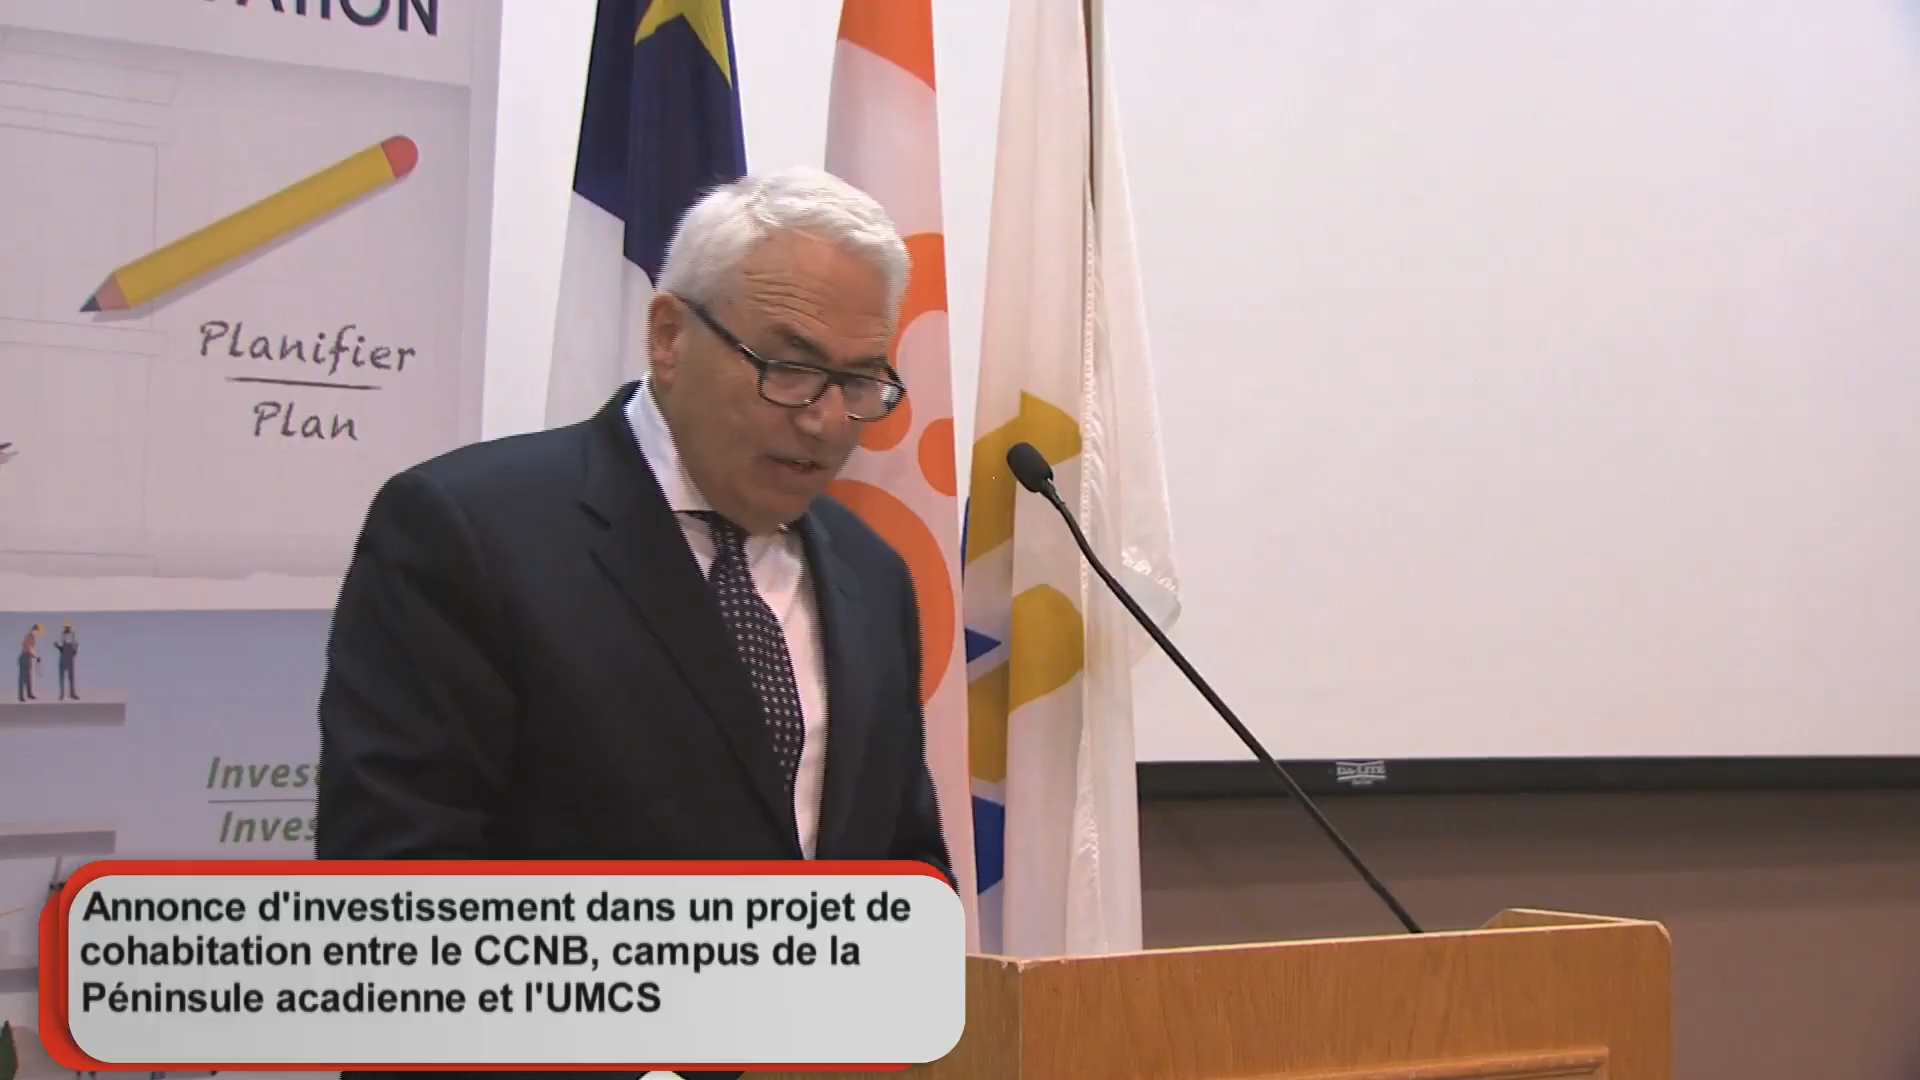 Planifier
Plan
Annonce d'investissement dans un projet de
cohabitation entre le CCNB, campus de la
Péninsule acadienne et l'UMCS